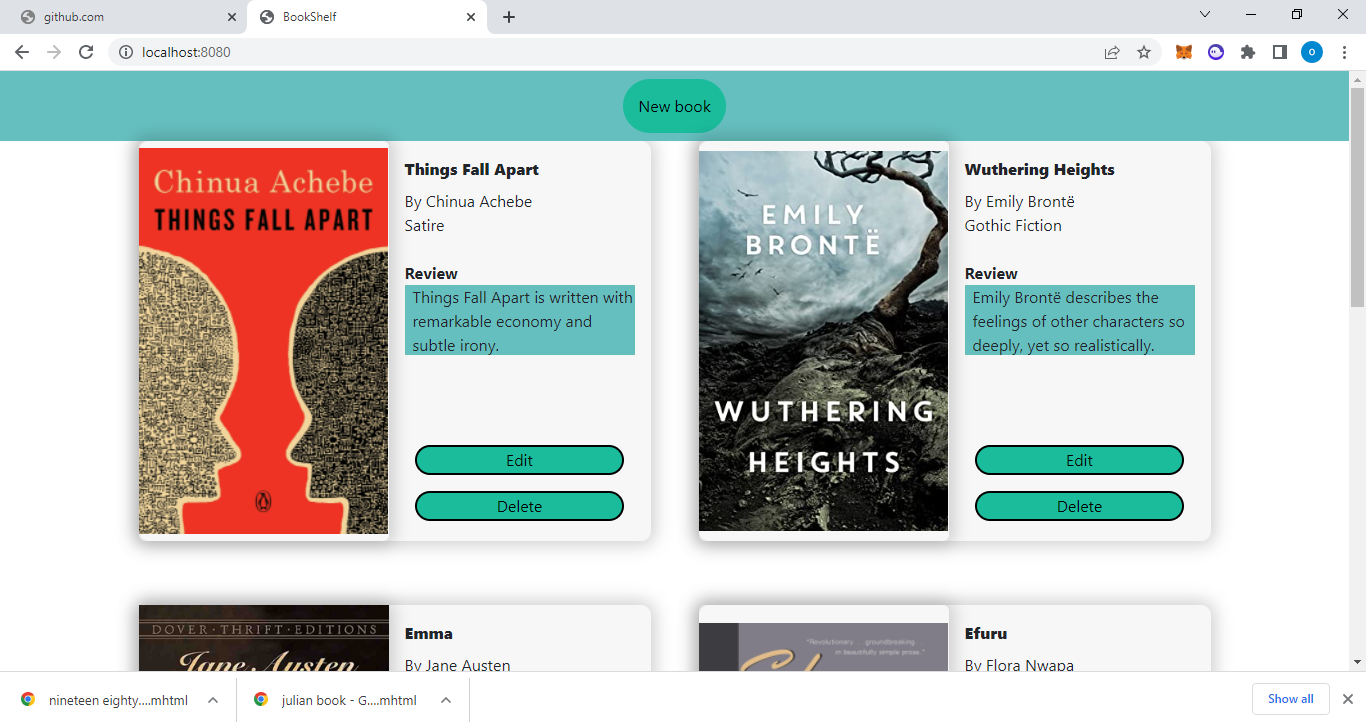 github.com
BookShelf
localhost:8080
New book
Chinua Achebe
THINGS FALL APART
Things Fall Apart
By Chinua Achebe
Satire
Review
Things Fall Apart is written with
remarkable economy and
subtle irony.
Edit
Delete
EMILY
BRONTË
WUTHERING
HEIGHTS
Wuthering Heights
By Emily Brontë
Gothic Fiction
Review
Emily Brontë describes the
feelings of other characters so
deeply, yet so realistically.
Edit
Delete
DOVER · THRIFT · EDITIONS
Jane Austen
Emma
By Jane Austen
"Revolutionary. . . groundbreaking . . .
in beautifully simple prose."
Efuru
By Flora Nwapa
nineteen eighty....mhtml
julian book - G....mhtml
Show all